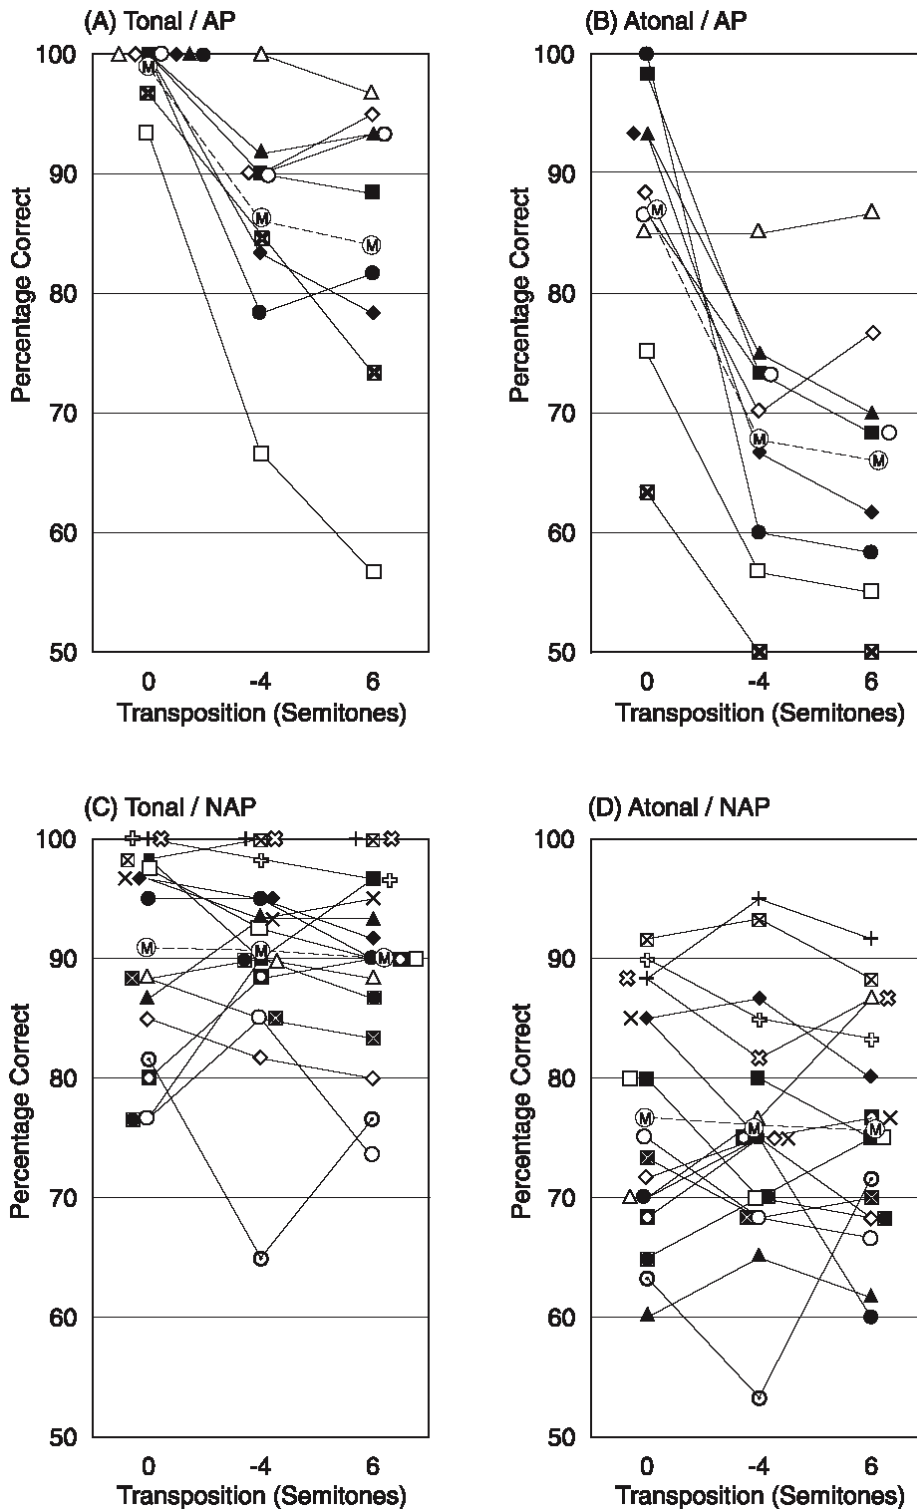 (A) Tonal / AP
100
90
80
70
60
50
Percentage Correct
M
M
M
0 -4 6
Transposition (Semitones)
(B) Atonal / AP
100
90
80
70
60
50
Percentage Correct
M
M
M
0 -4 6
Transposition (Semitones)
(C) Tonal / NAP
100
90
80
70
60
50
Percentage Correct
M
M
M
0 -4 6
Transposition (Semitones)
(D) Atonal / NAP
100
90
80
70
60
50
Percentage Correct
M
M
M
0 -4 6
Transposition (Semitones)